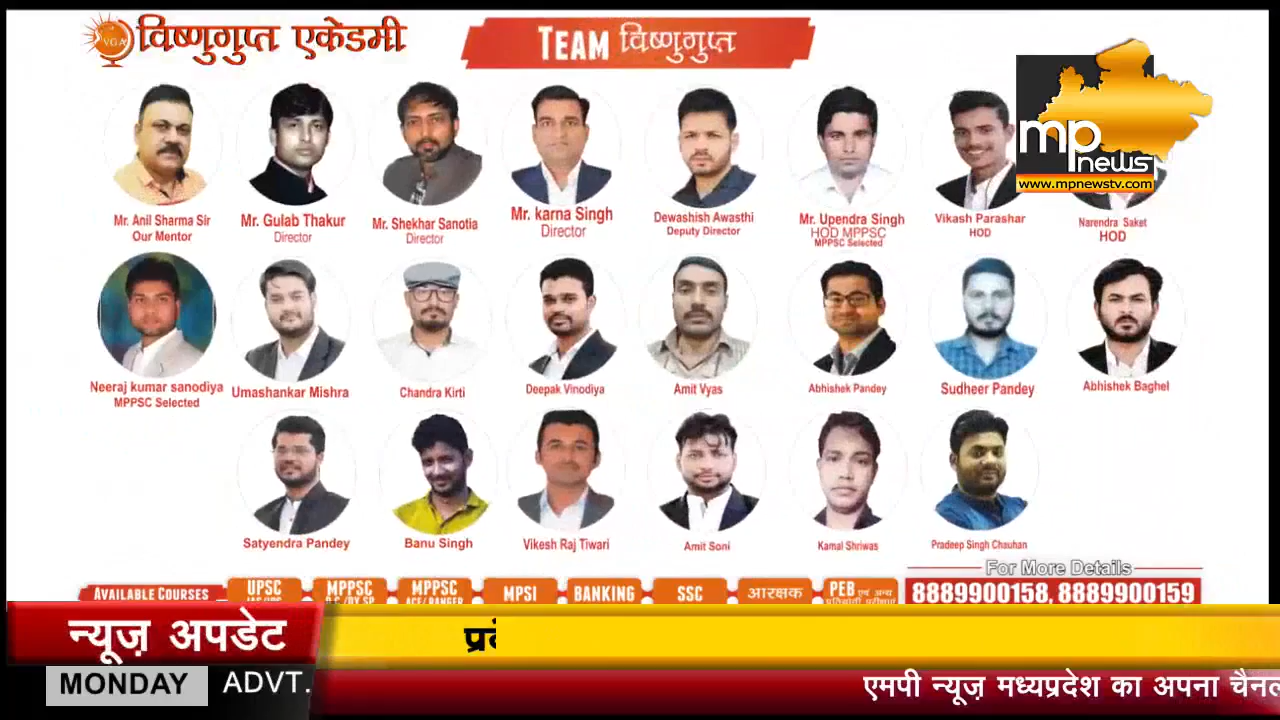 VGA
विष्णुगुप्त एकेडमी
TEAM विष्णुगुप्त
mp news
www.mpnewstv.com
Mr. Anil Sharma Sir
Our Mentor
Mr. Gulab Thakur
Director
Mr. Shekhar Sanotia
Director
Mr. karna Singh
Director
Dewashish Awasthi
Deputy Director
Mr. Upendra Singh
HOD MPPSC
MPPSC Selected
Vikash Parashar
HOD
Narendra Saket
HOD
Neeraj kumar sanodiya
MPPSC Selected
Umashankar Mishra
Chandra Kirti
Deepak Vinodiya
Amit Vyas
Abhishek Pandey
Sudheer Pandey
Abhishek Baghel
Satyendra Pandey
Banu Singh
Vikesh Raj Tiwari
Amit Soni
Kamal Shriwas
Pradeep Singh Chauhan
For More Details
8889900158, 8889900159
AVAILABLE COURSES
UPSC
MPPSC
MPPSC
MPSI
BANKING
SSC
आरक्षक
PEB एवं अन्य
न्यूज़ अपडेट
MONDAY
ADVT.
एमपी न्यूज़ मध्यप्रदेश का अपना चैनल